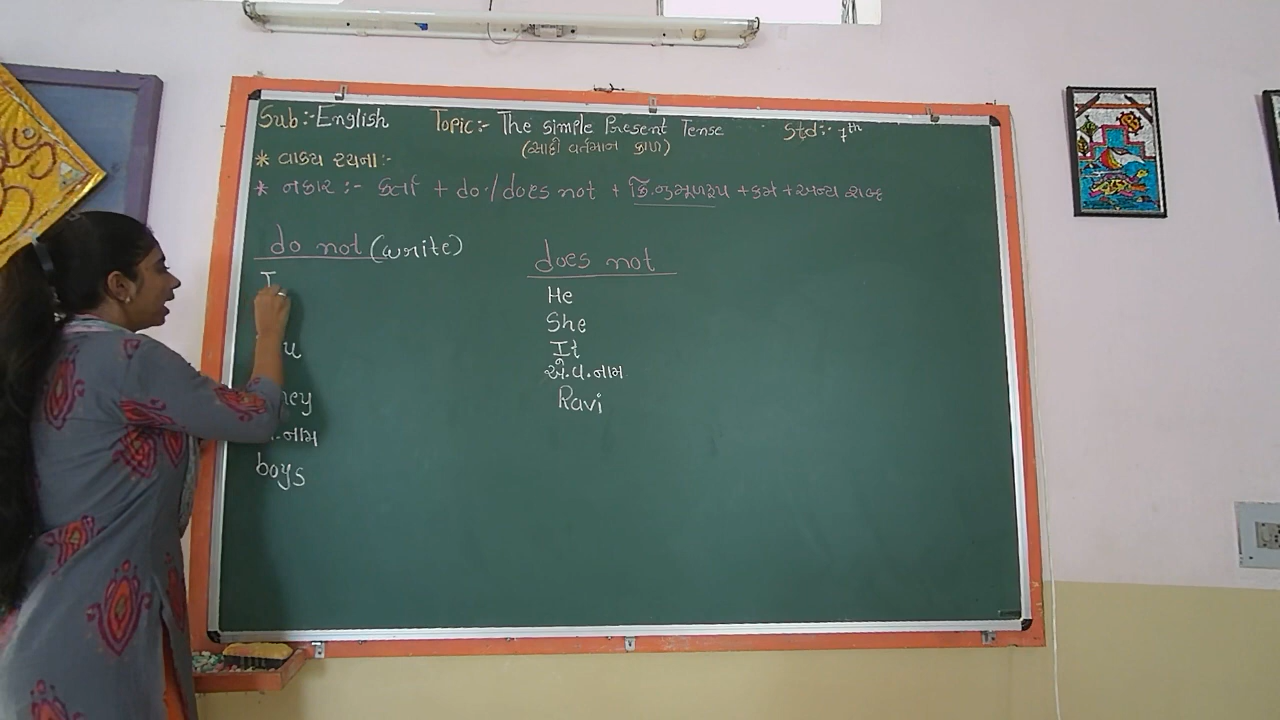 Sub:- English Topic:- The simple Present Tense Std:- 7th
(સાદો વર્તમાન કાળ)
* વાક્ય રચના:-
* નકાર :- કર્તા + do / does not + ક્રિ.નુ મૂળરૂપ + કર્મ + અન્ય શબ્દ
do not (write)
I
boys
does not
He
She
It
એ.વ.નામ
Ravi